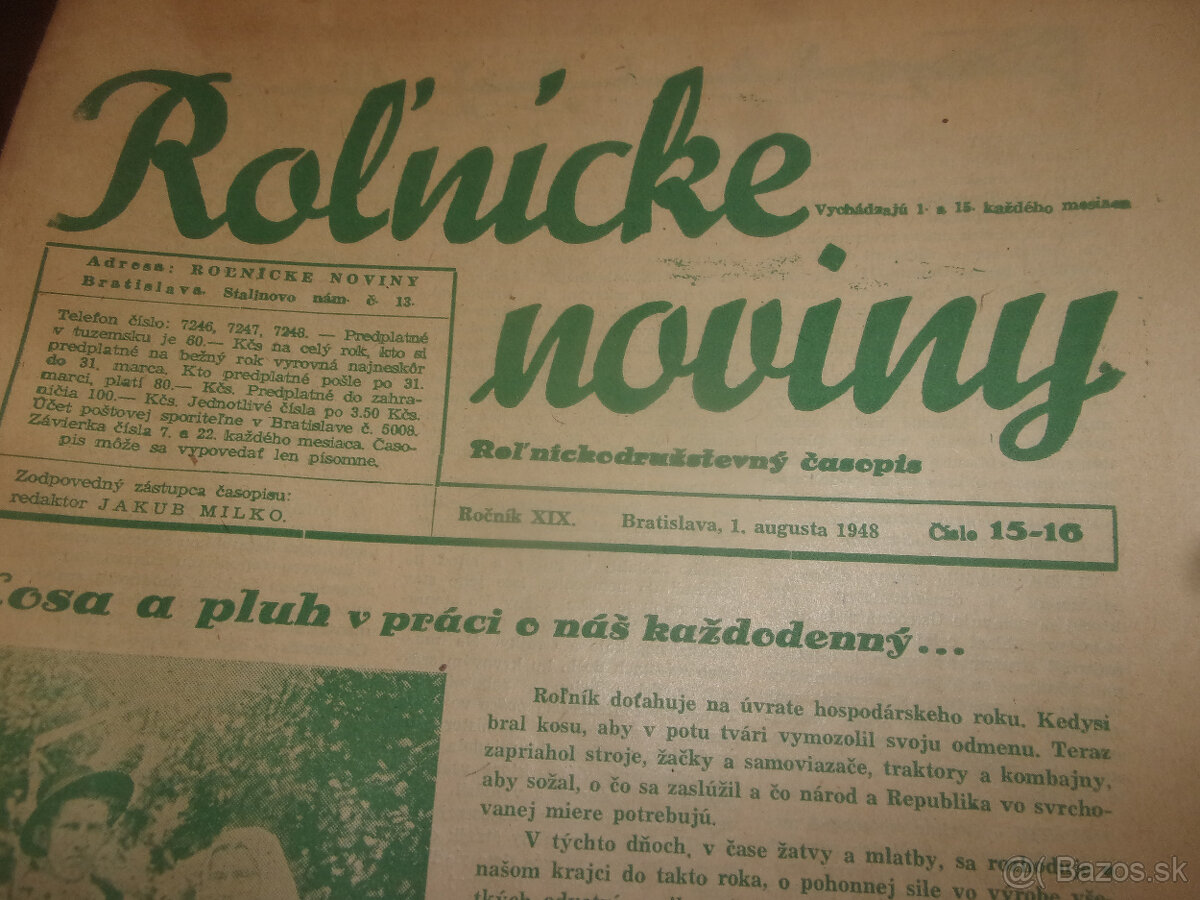 Roľnícke
Vychádzajú 1. a 15. každého mesiaca
noviny
Roľníckodružstevný časopis
Adresa: ROĽNÍCKE NOVINY
Bratislava. Stalinovo nám. č. 13.
Telefon číslo: 7246, 7247, 7248. — Predplatné
v tuzemsku je 60.— Kčs na celý rok, kto si
predplatné na bežný rok vyrovná najneskôr
do 31. marca. Kto predplatné pošle po 31.
marci, platí 80.— Kčs. Predplatné do zahra-
ničia 100.— Kčs. Jednotlivé čísla po 3.50 Kčs.
Účet poštovej sporiteľne v Bratislave č. 5008.
Závierka čísla 7. a 22. každého mesiaca. Časo-
pis môže sa vypovedať len písomne.
Zodpovedný zástupca časopisu:
redaktor JAKUB MILKO.
Ročník XIX. Bratislava, 1. augusta 1948 Číslo 15-16
Kosa a pluh v práci o náš každodenný...
Roľník doťahuje na úvrate hospodárskeho roku. Kedysi
bral kosu, aby v potu tvári vymozolil svoju odmenu. Teraz
zapriahol stroje, žačky a samoviazače, traktory a kombajny,
aby sožal, o čo sa zaslúžil a čo národ a Republika vo svrcho-
vanej miere potrebujú.
V týchto dňoch, v čase žatvy a mlatby, sa
našom krajci do takto roka, o pohonnej sile vo výrobe
@ Bazos.sk